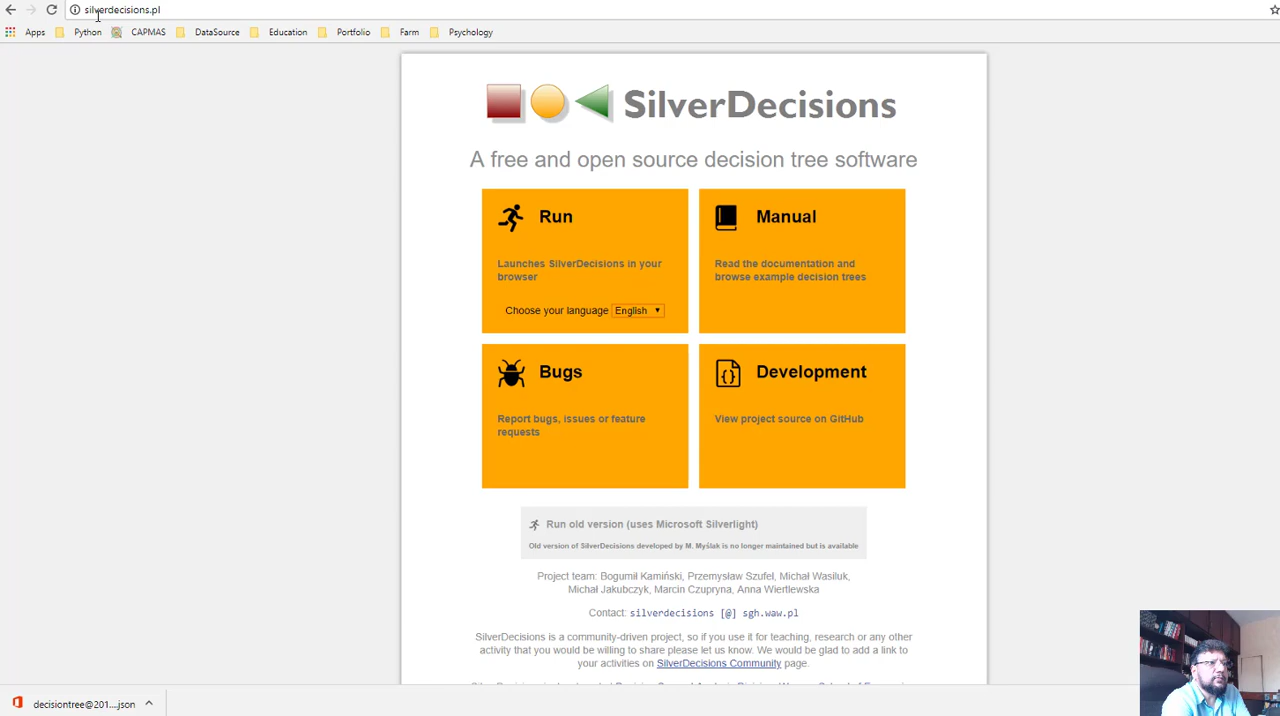 silverdecisions.pl
Apps Python CAPMAS DataSource Education Portfolio Farm Psychology
SilverDecisions
A free and open source decision tree software
Run
Launches SilverDecisions in your
browser
Choose your language English
Manual
Read the documentation and
browse example decision trees
Bugs
Report bugs, issues or feature
requests
Development
View project source on GitHub
Run old version (uses Microsoft Silverlight)
Old version of SilverDecisions developed by M. Myślak is no longer maintained but is available
Project team: Bogumił Kamiński, Przemysław Szufel, Michał Wasiluk,
Michał Jakubczyk, Marcin Czupryna, Anna Wiertlewska
Contact: silverdecisions [@] sgh.waw.pl
SilverDecisions is a community-driven project, so if you use it for teaching, research or any other
activity that you would be willing to share please let us know. We would be glad to add a link to
your activities on SilverDecisions Community page.
decisiontree@201....json